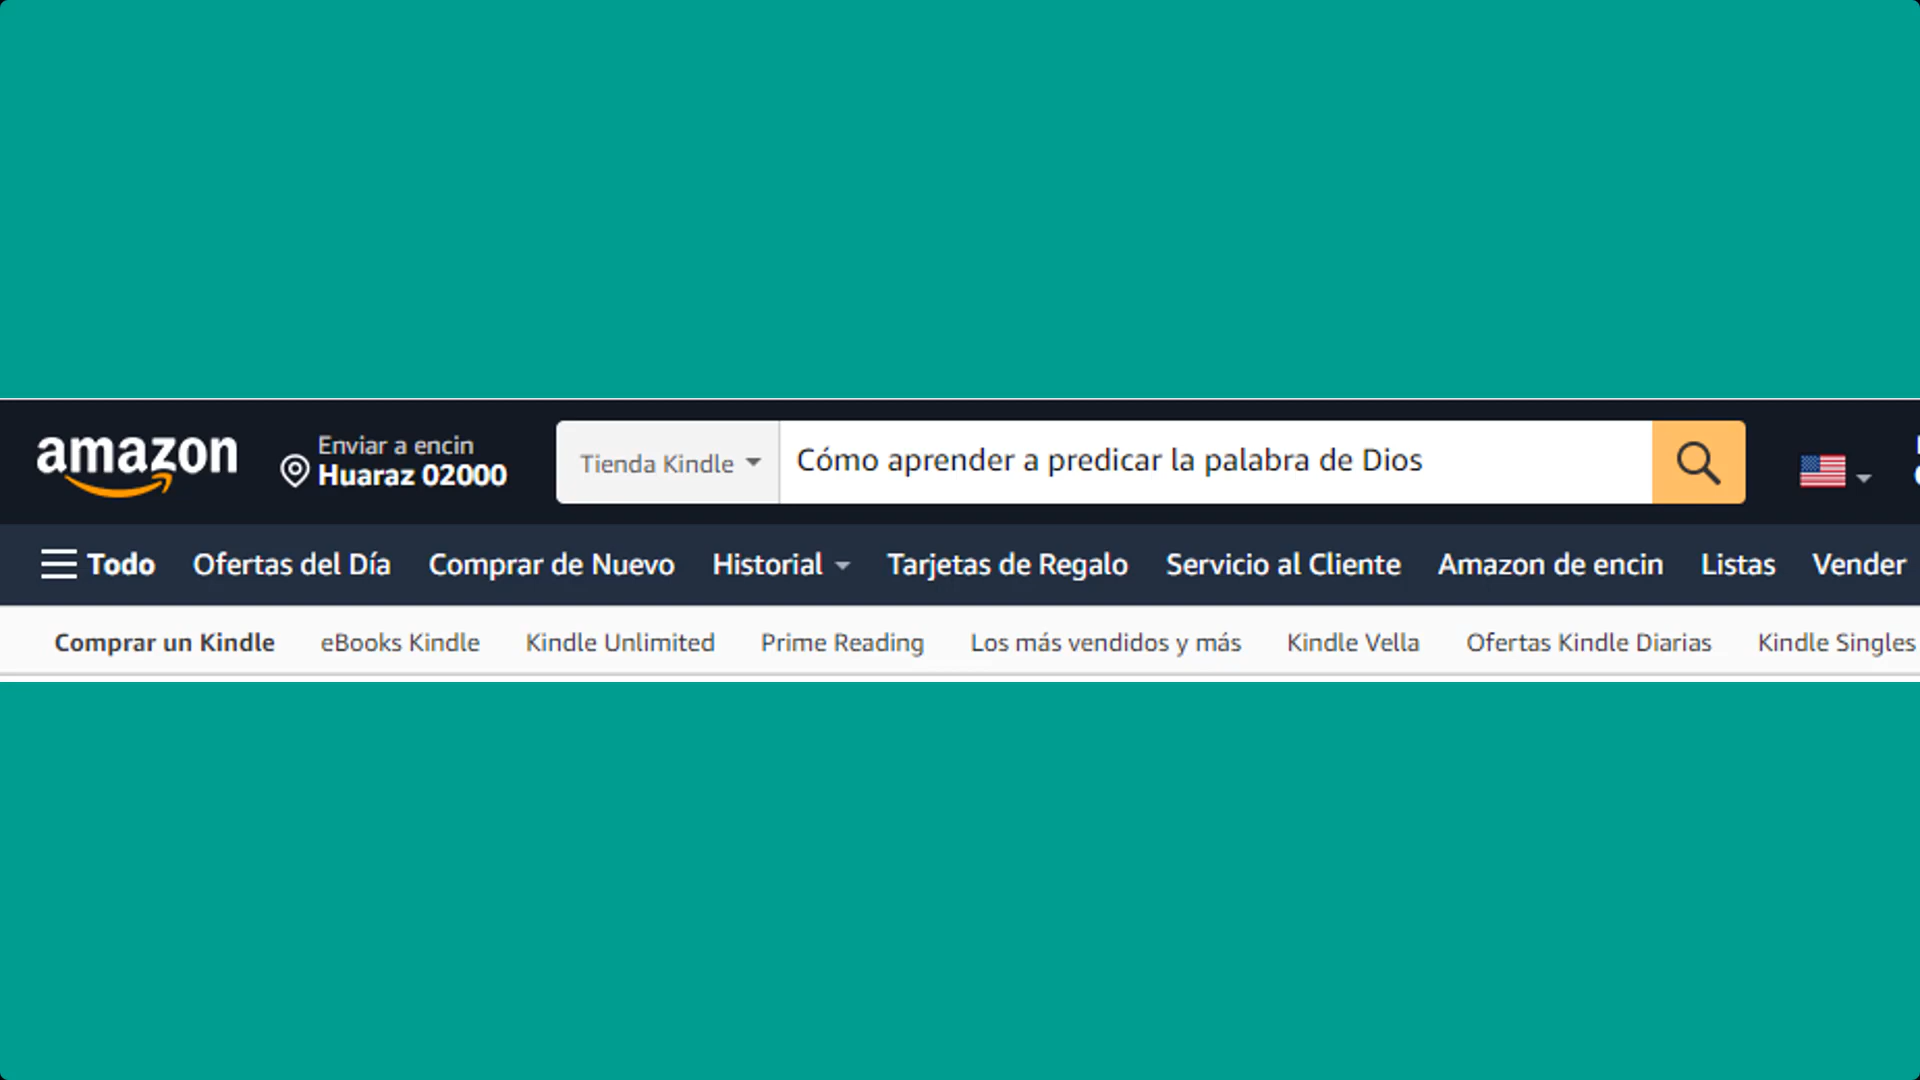 amazon
Enviar a encin
Huaraz 02000
Tienda Kindle
Cómo aprender a predicar la palabra de Dios
Todo Ofertas del Día Comprar de Nuevo Historial Tarjetas de Regalo Servicio al Cliente Amazon de encin Listas Vender
Comprar un Kindle eBooks Kindle Kindle Unlimited Prime Reading Los más vendidos y más Kindle Vella Ofertas Kindle Diarias Kindle Singles